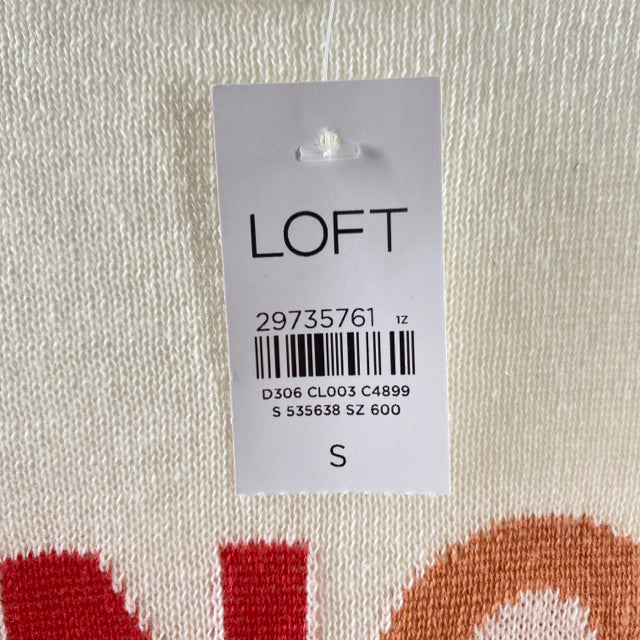 LOFT
29735761 1Z
D306 CL003 C4899
S 535638 SZ 600
S